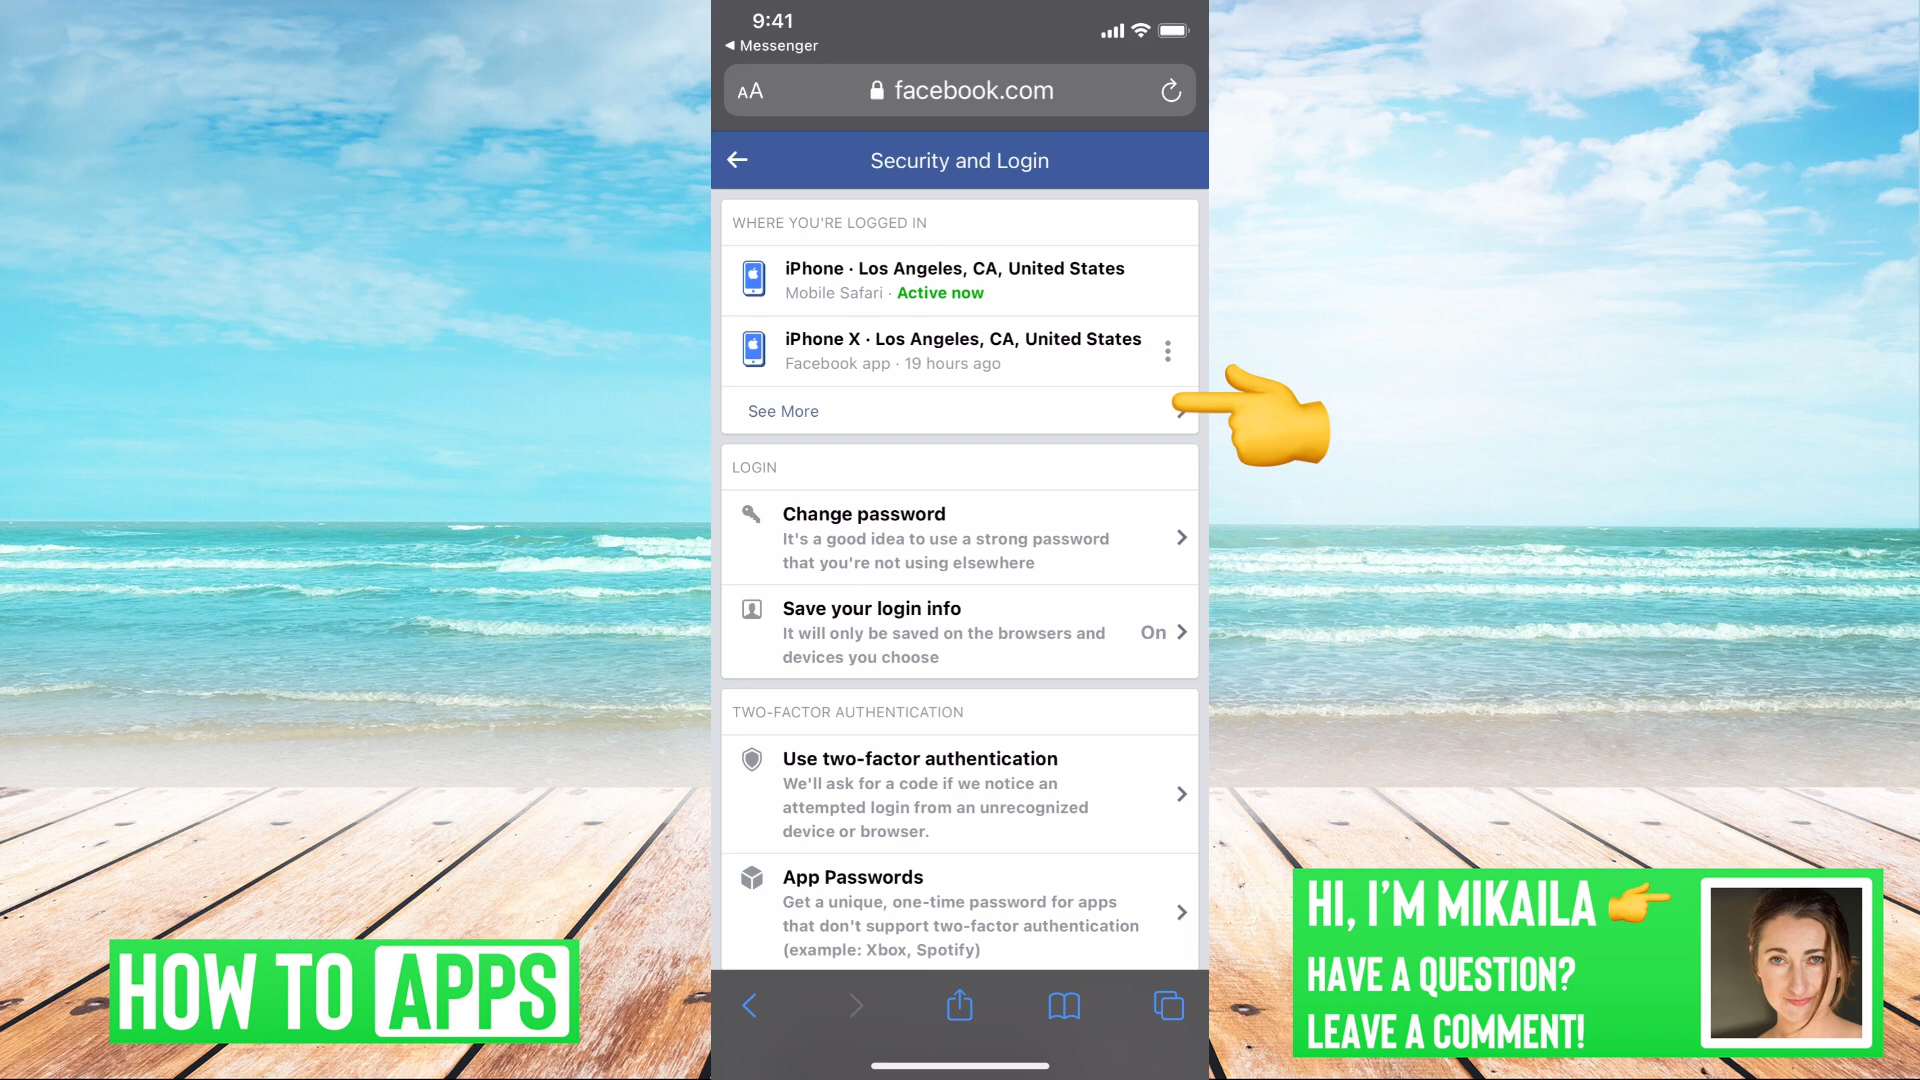 9:41
◀ Messenger
AA
facebook.com
Security and Login
WHERE YOU'RE LOGGED IN
iPhone · Los Angeles, CA, United States
Mobile Safari · Active now
iPhone X · Los Angeles, CA, United States
Facebook app · 19 hours ago
See More
LOGIN
Change password
It's a good idea to use a strong password
that you're not using elsewhere
Save your login info
It will only be saved on the browsers and
devices you choose
On
TWO-FACTOR AUTHENTICATION
Use two-factor authentication
We'll ask for a code if we notice an
attempted login from an unrecognized
device or browser.
App Passwords
Get a unique, one-time password for apps
that don't support two-factor authentication
(example: Xbox, Spotify)
HOW TO APPS
HI, I'M MIKAILA
HAVE A QUESTION?
LEAVE A COMMENT!